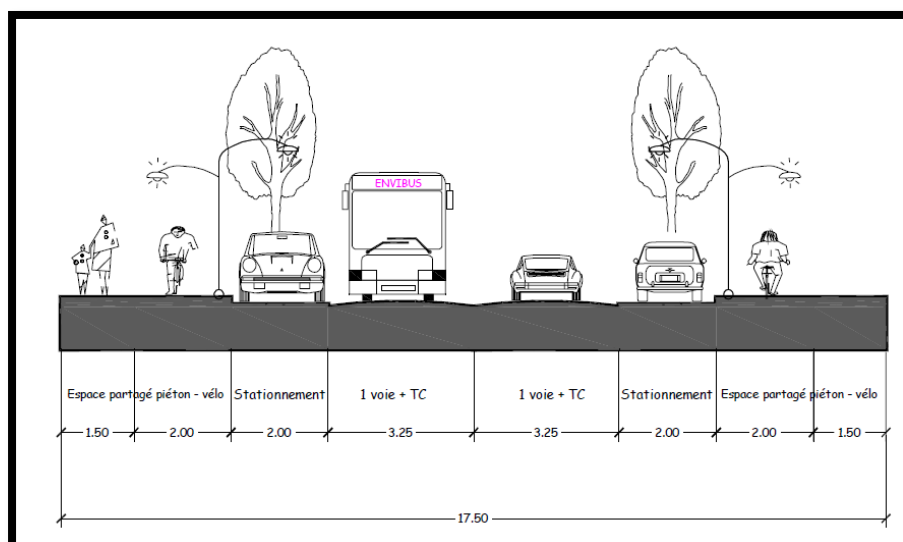 ENVIBUS
Espace partagé piéton - vélo Stationnement 1 voie + TC 1 voie + TC Stationnement Espace partagé piéton - vélo
1.50 2.00 2.00 3.25 3.25 2.00 2.00 1.50
17.50